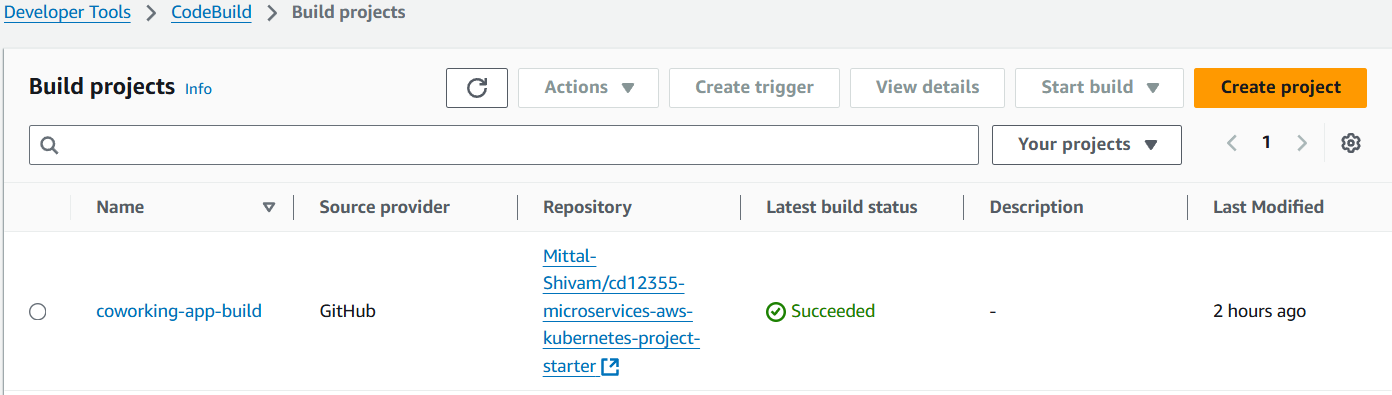 Developer Tools > CodeBuild > Build projects
Build projects Info Actions Create trigger View details Start build Create project
Your projects 1
Name Source provider Repository Latest build status Description Last Modified
Mittal-
Shivam/cd12355-
coworking-app-build GitHub microservices-aws- Succeeded - 2 hours ago
kubernetes-project-
starter